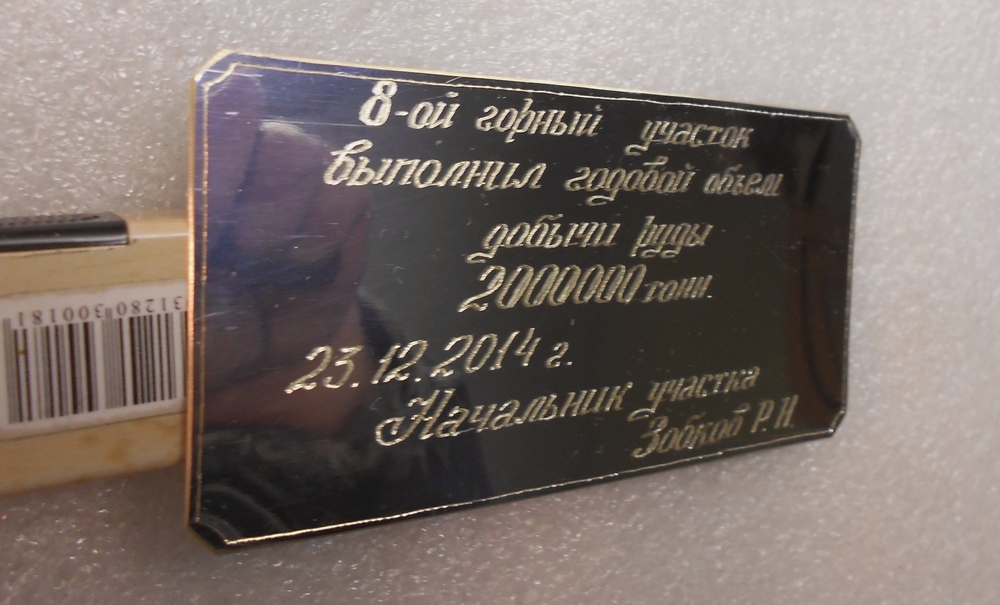 8-ой горный участок
выполнил годовой объем
добычи руды
2000000 тонн.
23.12.2014 г.
Начальник участка
Зобков Р.Н.
31280 300181